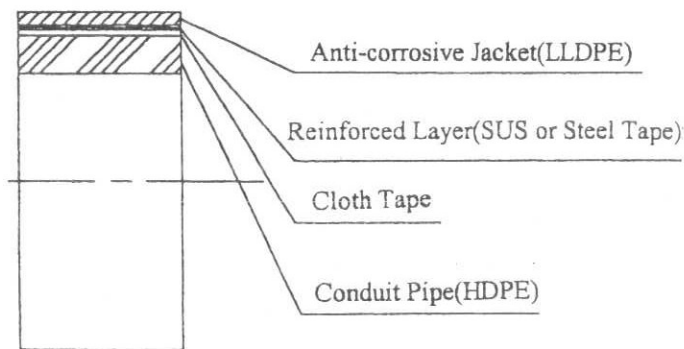 Anti-corrosive Jacket(LLDPE)
Reinforced Layer(SUS or Steel Tape)
Cloth Tape
Conduit Pipe(HDPE)